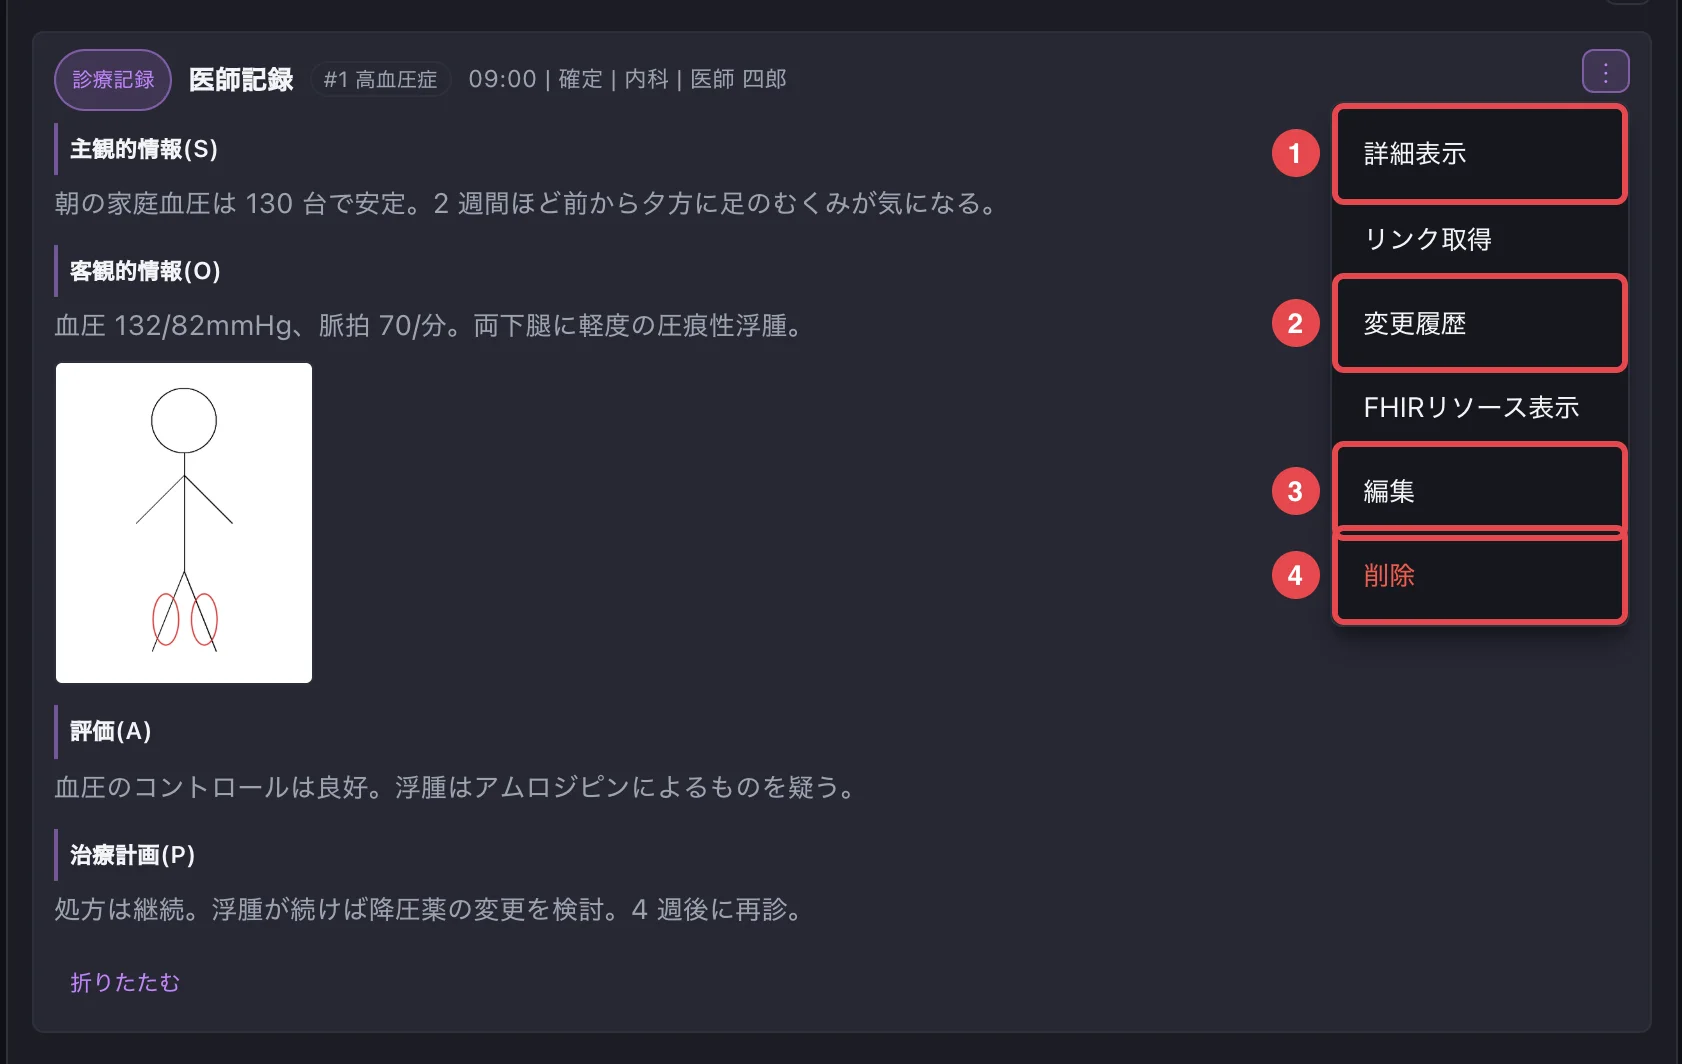 診療記録 医師記録 #1 高血圧症 09:00 | 確定 | 内科 | 医師 四郎
主観的情報(S)
朝の家庭血圧は 130 台で安定。2 週間ほど前から夕方に足のむくみが気になる。
客観的情報(O)
血圧 132/82mmHg、脈拍 70/分。両下腿に軽度の圧痕性浮腫。
評価(A)
血圧のコントロールは良好。浮腫はアムロジピンによるものを疑う。
治療計画(P)
処方は継続。浮腫が続けば降圧薬の変更を検討。4 週後に再診。
折りたたむ
1 詳細表示
リンク取得
2 変更履歴
FHIRリソース表示
3 編集
4 削除